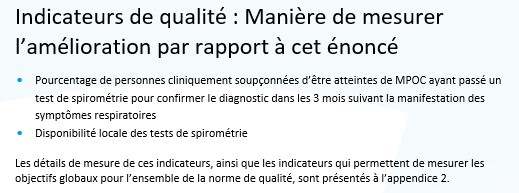 Indicateurs de qualité : Manière de mesurer
l’amélioration par rapport à cet énoncé
• Pourcentage de personnes cliniquement soupçonnées d’être atteintes de MPOC ayant passé un
test de spirométrie pour confirmer le diagnostic dans les 3 mois suivant la manifestation des
symptômes respiratoires
• Disponibilité locale des tests de spirométrie
Les détails de mesure de ces indicateurs, ainsi que les indicateurs qui permettent de mesurer les
objectifs globaux pour l’ensemble de la norme de qualité, sont présentés à l’appendice 2.